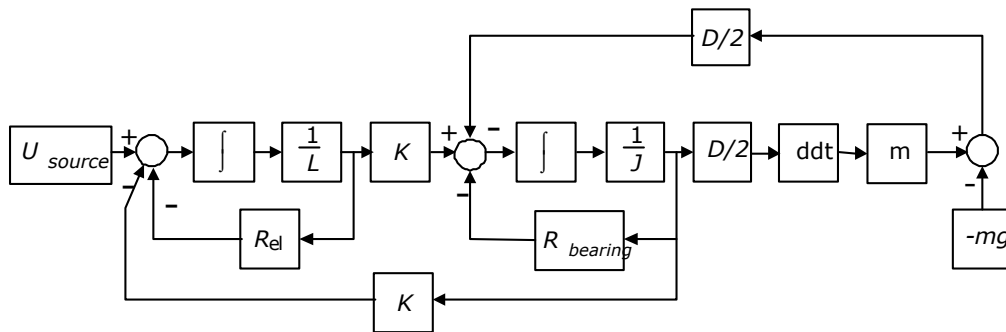 D/2
U source
+
-
-
∫
1
L
K
+
-
-
∫
1
J
D/2
ddt
m
+
-
R el
R bearing
K
-mg